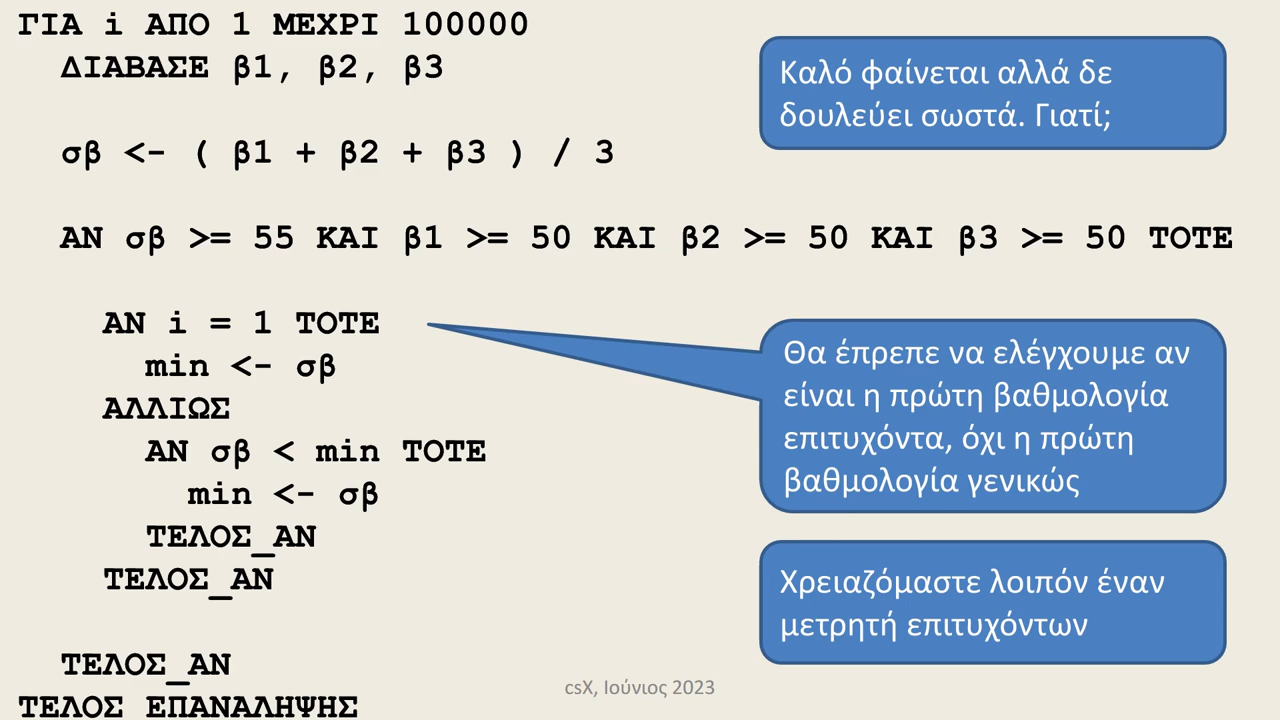 ΓΙΑ i ΑΠΟ 1 ΜΕΧΡΙ 100000
ΔΙΑΒΑΣΕ β1, β2, β3
σβ <- ( β1 + β2 + β3 ) / 3
ΑΝ σβ >= 55 ΚΑΙ β1 >= 50 ΚΑΙ β2 >= 50 ΚΑΙ β3 >= 50 ΤΟΤΕ
ΑΝ i = 1 ΤΟΤΕ
min <- σβ
ΑΛΛΙΩΣ
ΑΝ σβ < min ΤΟΤΕ
min <- σβ
ΤΕΛΟΣ_ΑΝ
ΤΕΛΟΣ_ΑΝ
ΤΕΛΟΣ_ΑΝ
ΤΕΛΟΣ_ΕΠΑΝΑΛΗΨΗΣ
Καλό φαίνεται αλλά δε
δουλεύει σωστά. Γιατί;
Θα έπρεπε να ελέγχουμε αν
είναι η πρώτη βαθμολογία
επιτυχόντα, όχι η πρώτη
βαθμολογία γενικώς
Χρειαζόμαστε λοιπόν έναν
μετρητή επιτυχόντων
csX, Ιούνιος 2023